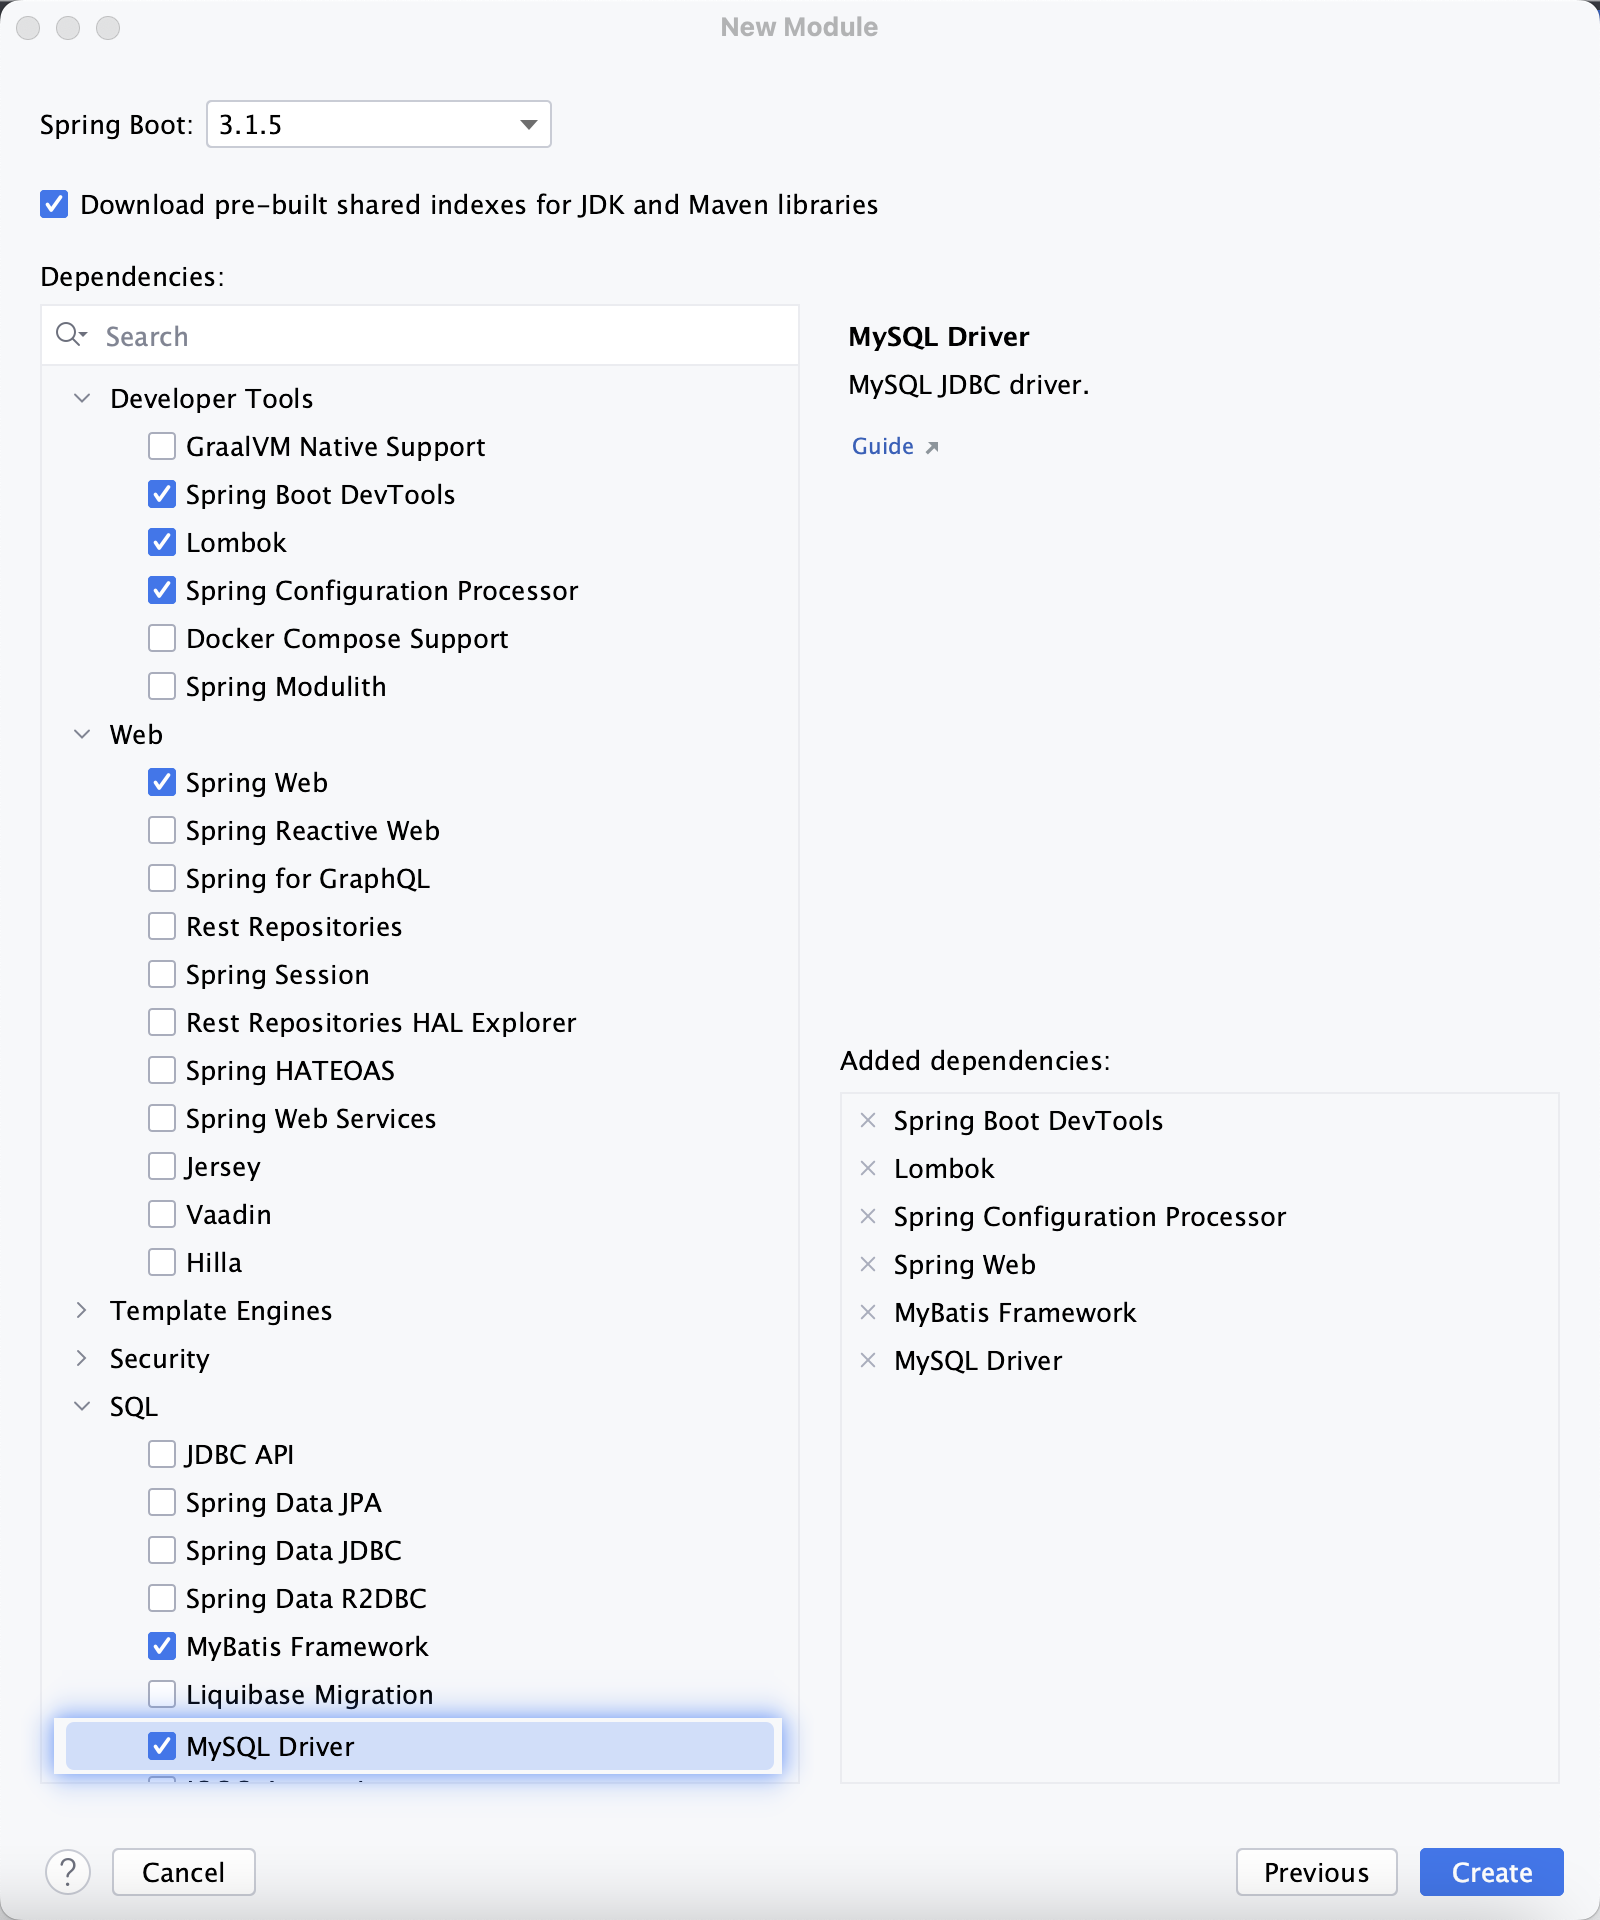 New Module
Spring Boot: 3.1.5
Download pre-built shared indexes for JDK and Maven libraries
Dependencies:
Search
Developer Tools
GraalVM Native Support
Spring Boot DevTools
Lombok
Spring Configuration Processor
Docker Compose Support
Spring Modulith
Web
Spring Web
Spring Reactive Web
Spring for GraphQL
Rest Repositories
Spring Session
Rest Repositories HAL Explorer
Spring HATEOAS
Spring Web Services
Jersey
Vaadin
Hilla
Template Engines
Security
SQL
JDBC API
Spring Data JPA
Spring Data JDBC
Spring Data R2DBC
MyBatis Framework
Liquibase Migration
MySQL Driver
MySQL Driver
MySQL JDBC driver.
Guide
Added dependencies:
Spring Boot DevTools
Lombok
Spring Configuration Processor
Spring Web
MyBatis Framework
MySQL Driver
?
Cancel
Previous
Create